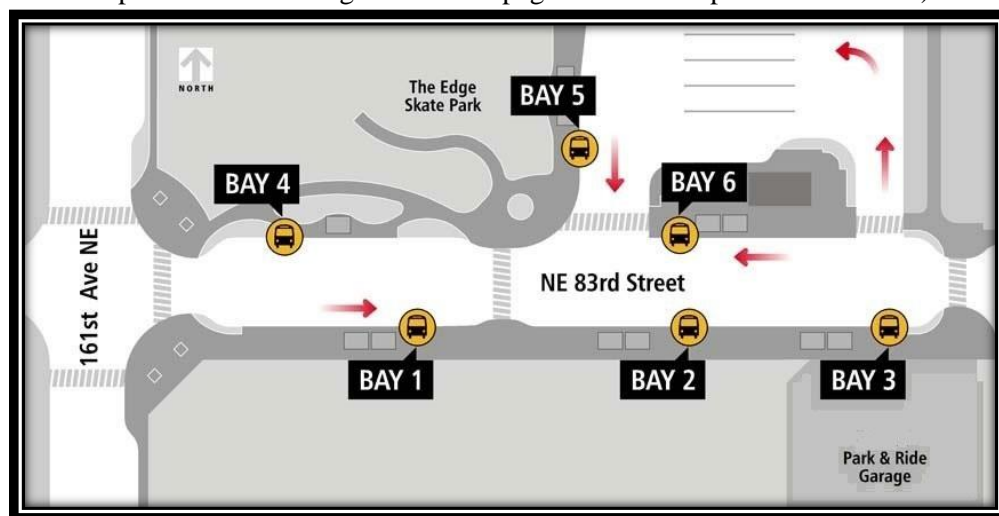 NORTH
The Edge
Skate Park
BAY 5
BAY 4
BAY 6
161st Ave NE
NE 83rd Street
BAY 1
BAY 2
BAY 3
Park & Ride
Garage